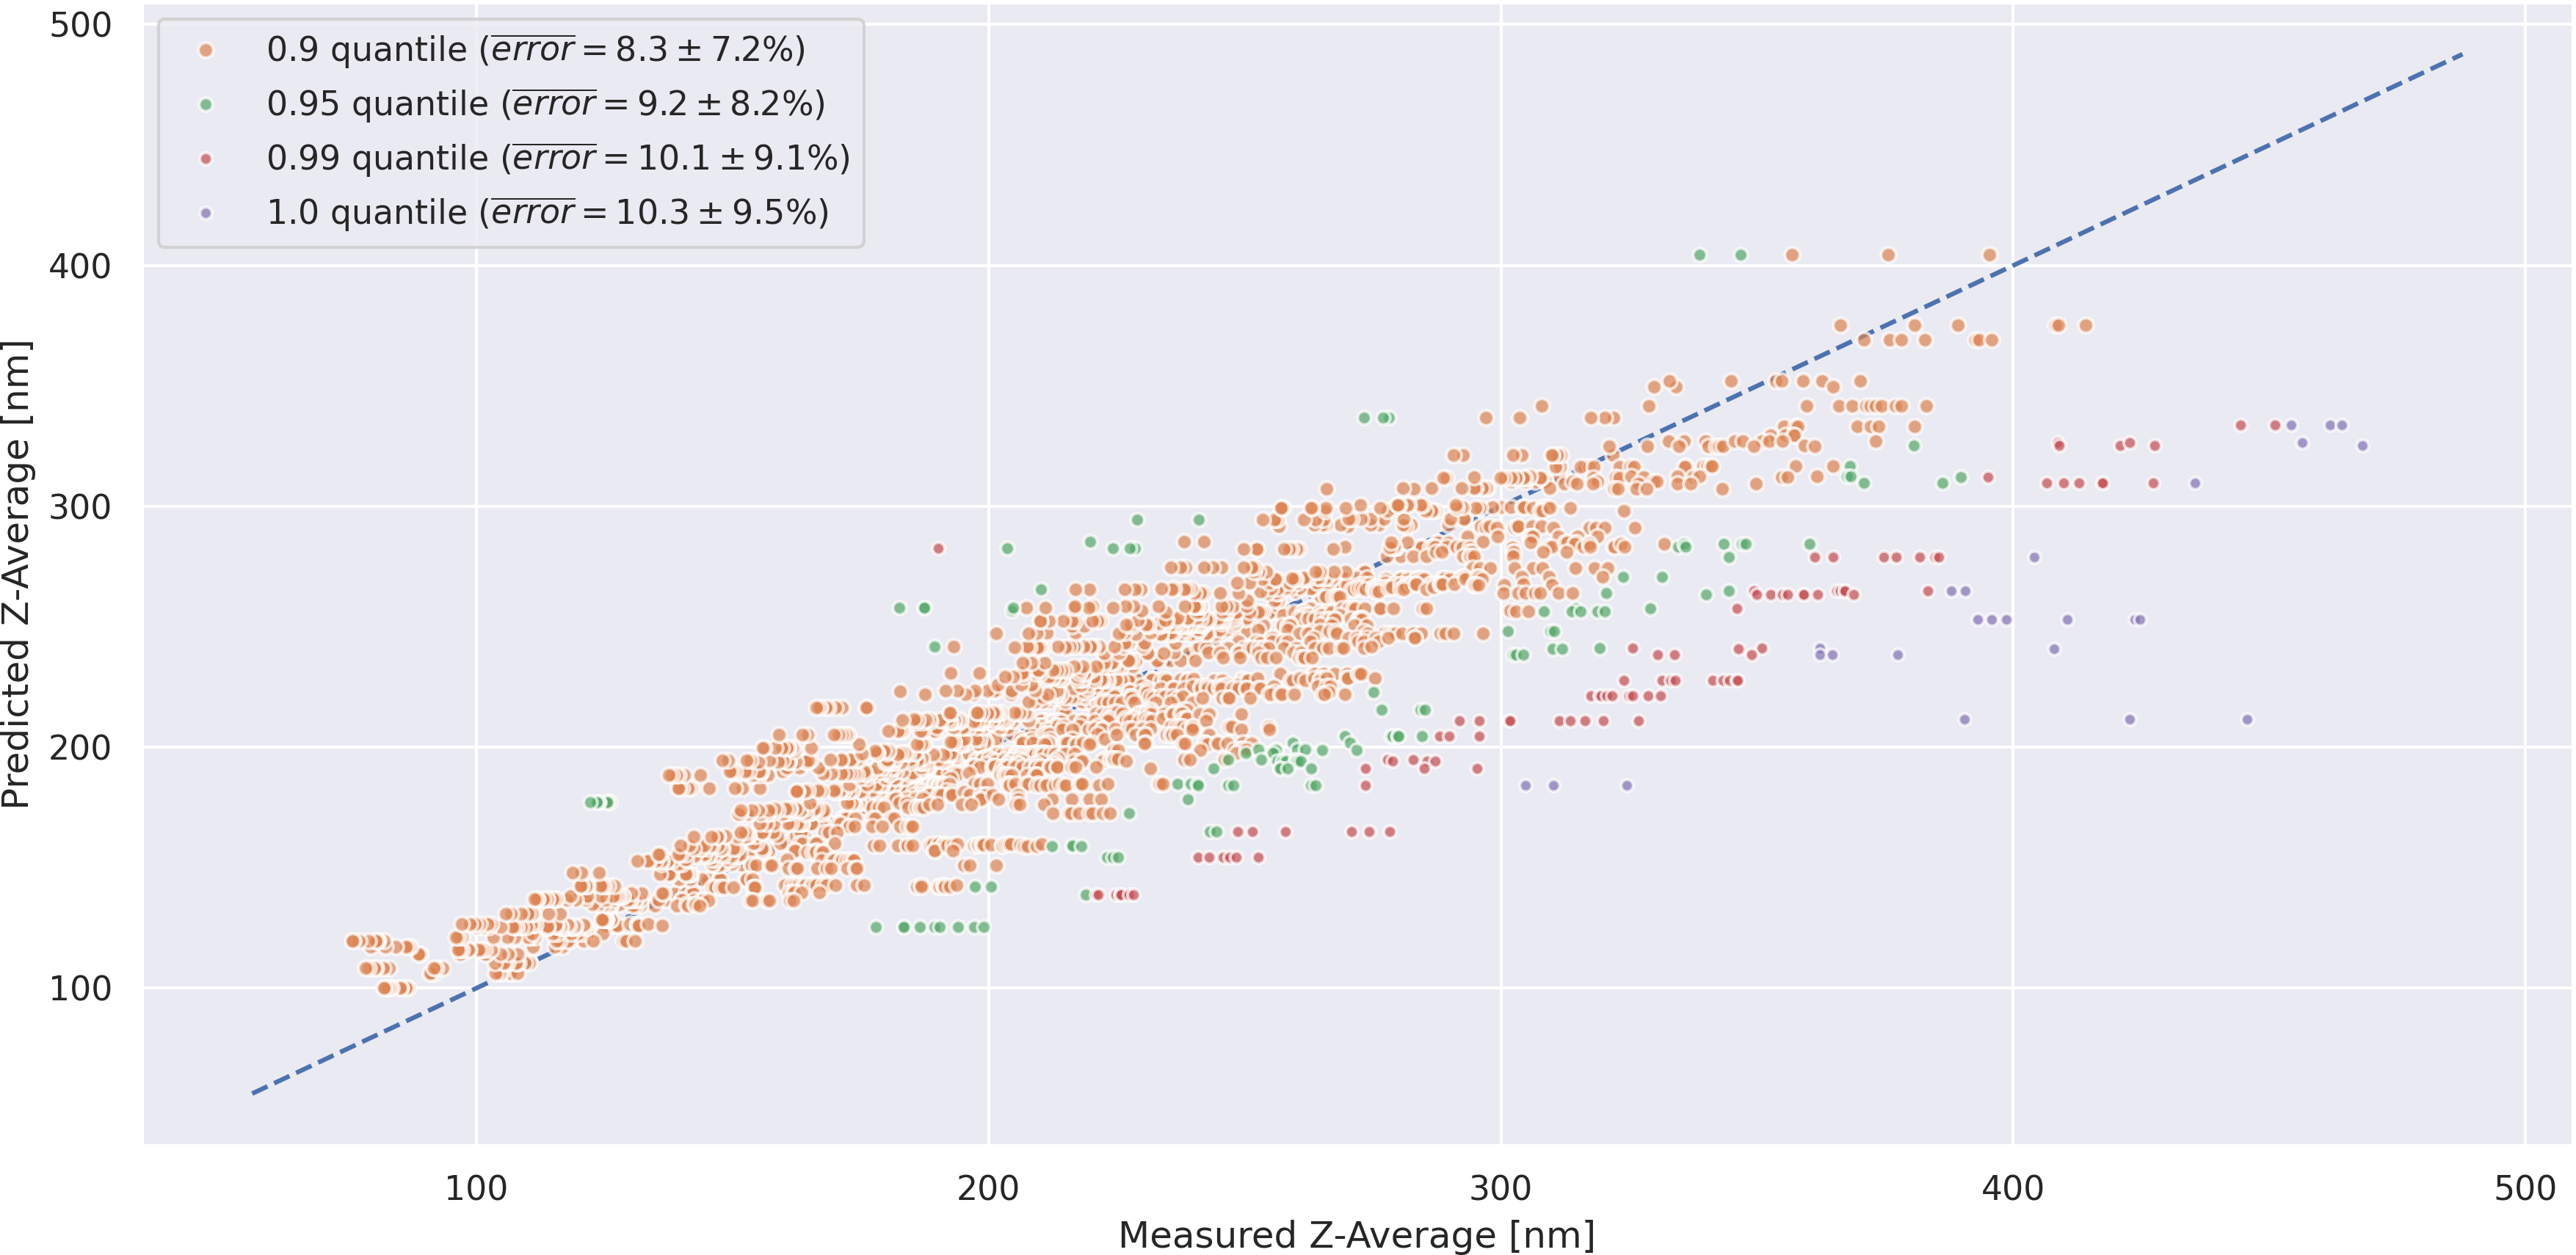 0.9 quantile (error = 8.3 ± 7.2%)
0.95 quantile (error = 9.2 ± 8.2%)
0.99 quantile (error = 10.1 ± 9.1%)
1.0 quantile (error = 10.3 ± 9.5%)
Predicted Z-Average [nm]
500
400
300
200
100
100 200 300 400 500
Measured Z-Average [nm]